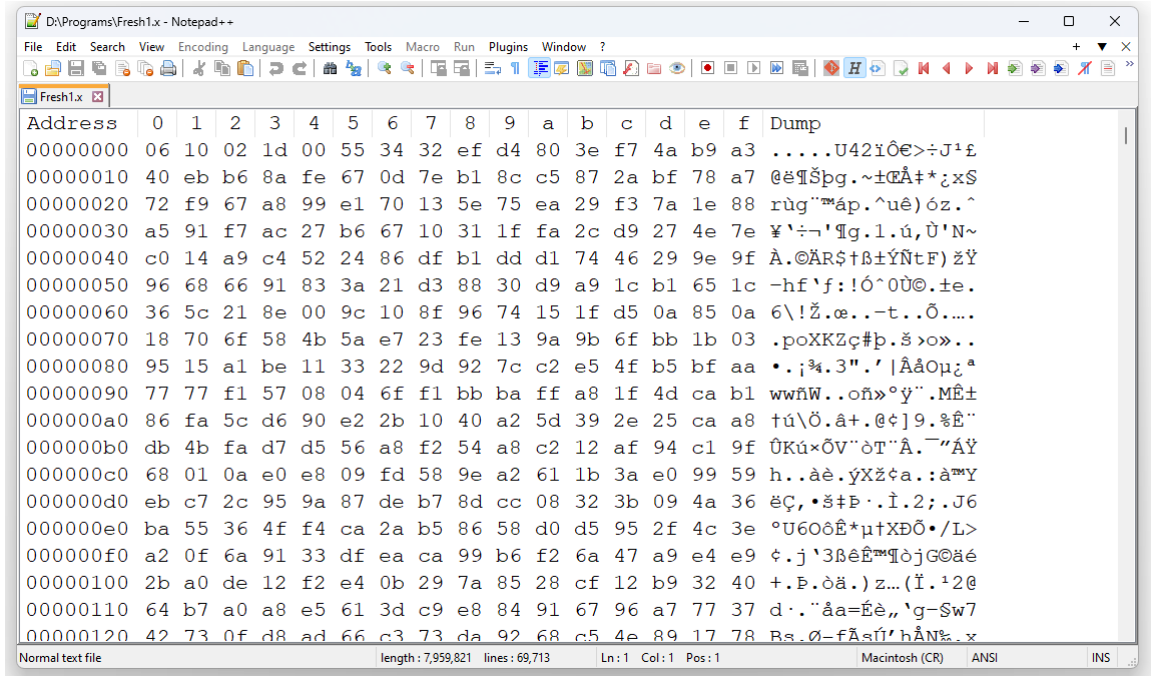 D:\Programs\Fresh1.x - Notepad++
File Edit Search View Encoding Language Settings Tools Macro Run Plugins Window ?
Fresh1.x
Address 0 1 2 3 4 5 6 7 8 9 a b c d e f Dump
00000000 06 10 02 1d 00 55 34 32 ef d4 80 3e f7 4a b9 a3 .....U42ïÔ€>÷J¹£
00000010 40 eb b6 8a fe 67 0d 7e b1 8c c5 87 2a bf 78 a7 @ë¶Šþg.~±ŒÅ‡*¿x§
00000020 72 f9 67 a8 99 e1 70 13 5e 75 ea 29 f3 7a 1e 88 rùg¨™áp.^uê)óz.ˆ
00000030 a5 91 f7 ac 27 b6 67 10 31 1f fa 2c d9 27 4e 7e ¥‘÷¬'¶g.1.ú,Ù'N~
00000040 c0 14 a9 c4 52 24 86 df b1 dd d1 74 46 29 9e 9f À.©ÄR$†ß±ÝÑtF)žŸ
00000050 96 68 66 91 83 3a 21 d3 88 30 d9 a9 1c b1 65 1c –hf‘ƒ:!Óˆ0Ù©.±e.
00000060 36 5c 21 8e 00 9c 10 8f 96 74 15 1f d5 0a 85 0a 6\!Ž.œ..–t..Õ.….
00000070 18 70 6f 58 4b 5a e7 23 fe 13 9a 9b 6f bb 1b 03 .poXKZç#þ.š›o»..
00000080 95 15 a1 be 11 33 22 9d 92 7c c2 e5 4f b5 bf aa •.¡¾.3".’|ÂåOµ¿ª
00000090 77 77 f1 57 08 04 6f f1 bb ba ff a8 1f 4d ca b1 wwñW..oñ»ºÿ¨.MÊ±
000000a0 86 fa 5c d6 90 e2 2b 10 40 a2 5d 39 2e 25 ca a8 †ú\Ö.â+.@¢]9.%Ê¨
000000b0 db 4b fa d7 d5 56 a8 f2 54 a8 c2 12 af 94 c1 9f ÛKú×ÕV¨òT¨Â.¯”ÁŸ
000000c0 68 01 0a e0 e8 09 fd 58 9e a2 61 1b 3a e0 99 59 h..àè.ýXž¢a.:à™Y
000000d0 eb c7 2c 95 9a 87 de b7 8d cc 08 32 3b 09 4a 36 ëÇ,•š‡Þ·.Ì.2;.J6
000000e0 ba 55 36 4f f4 ca 2a b5 86 58 d0 d5 95 2f 4c 3e ºU6OôÊ*µ†XÐÕ•/L>
000000f0 a2 0f 6a 91 33 df ea ca 99 b6 f2 6a 47 a9 e4 e9 ¢.j‘3ßêÊ™¶òjG©äé
00000100 2b a0 de 12 f2 e4 0b 29 7a 85 28 cf 12 b9 32 40 +.Þ.òä.)z…(Ï.¹2@
00000110 64 b7 a0 a8 e5 61 3d c9 e8 84 91 67 96 a7 77 37 d·.¨åa=Éè„‘g–§w7
00000120 42 73 0f d8 ad 66 c3 73 da 92 68 c5 4e 89 17 78 Bs.Ø-fÃsÚ’hÅN‰.x
Normal text file length : 7,959,821 lines : 69,713 Ln : 1 Col : 1 Pos : 1 Macintosh (CR) ANSI INS